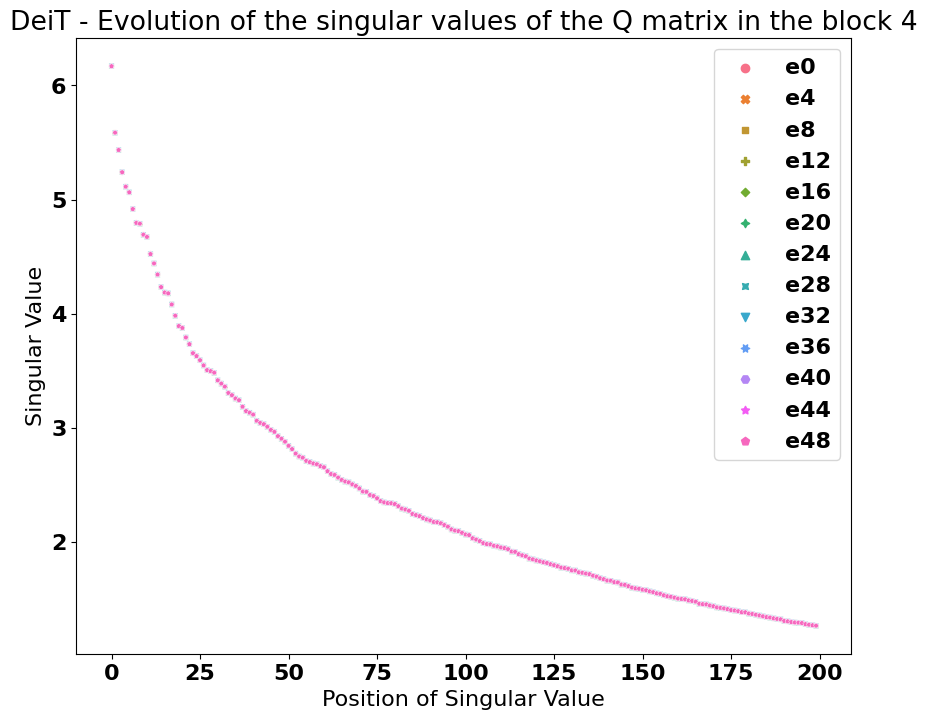 DeiT - Evolution of the singular values of the Q matrix in the block 4
6
5
4
3
2
Singular Value
0 25 50 75 100 125 150 175 200
Position of Singular Value
e0
e4
e8
e12
e16
e20
e24
e28
e32
e36
e40
e44
e48